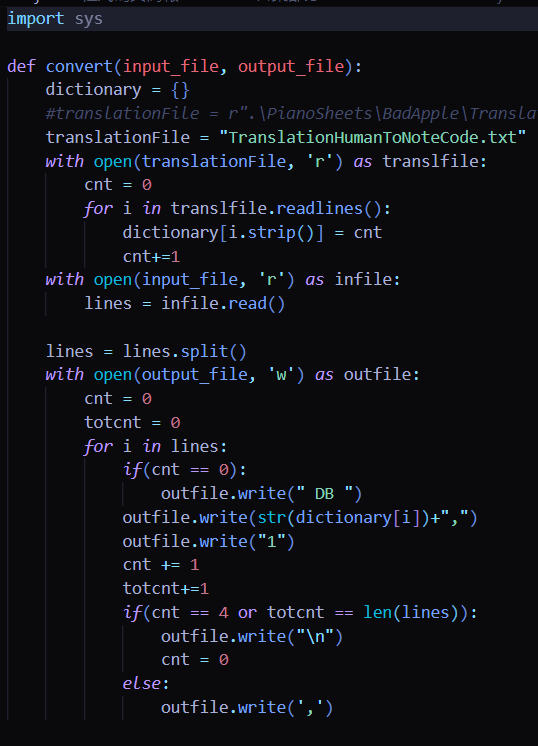 import sys

def convert(input_file, output_file):
    dictionary = {}
    #translationFile = r".\PianoSheets\BadApple\Transla
    translationFile = "TranslationHumanToNoteCode.txt"
    with open(translationFile, 'r') as translfile:
        cnt = 0
        for i in translfile.readlines():
            dictionary[i.strip()] = cnt
            cnt+=1
    with open(input_file, 'r') as infile:
        lines = infile.read()

    lines = lines.split()
    with open(output_file, 'w') as outfile:
        cnt = 0
        totcnt = 0
        for i in lines:
            if(cnt == 0):
                outfile.write(" DB ")
            outfile.write(str(dictionary[i])+",")
            outfile.write("1")
            cnt += 1
            totcnt+=1
            if(cnt == 4 or totcnt == len(lines)):
                outfile.write("\n")
                cnt = 0
            else:
                outfile.write(',')